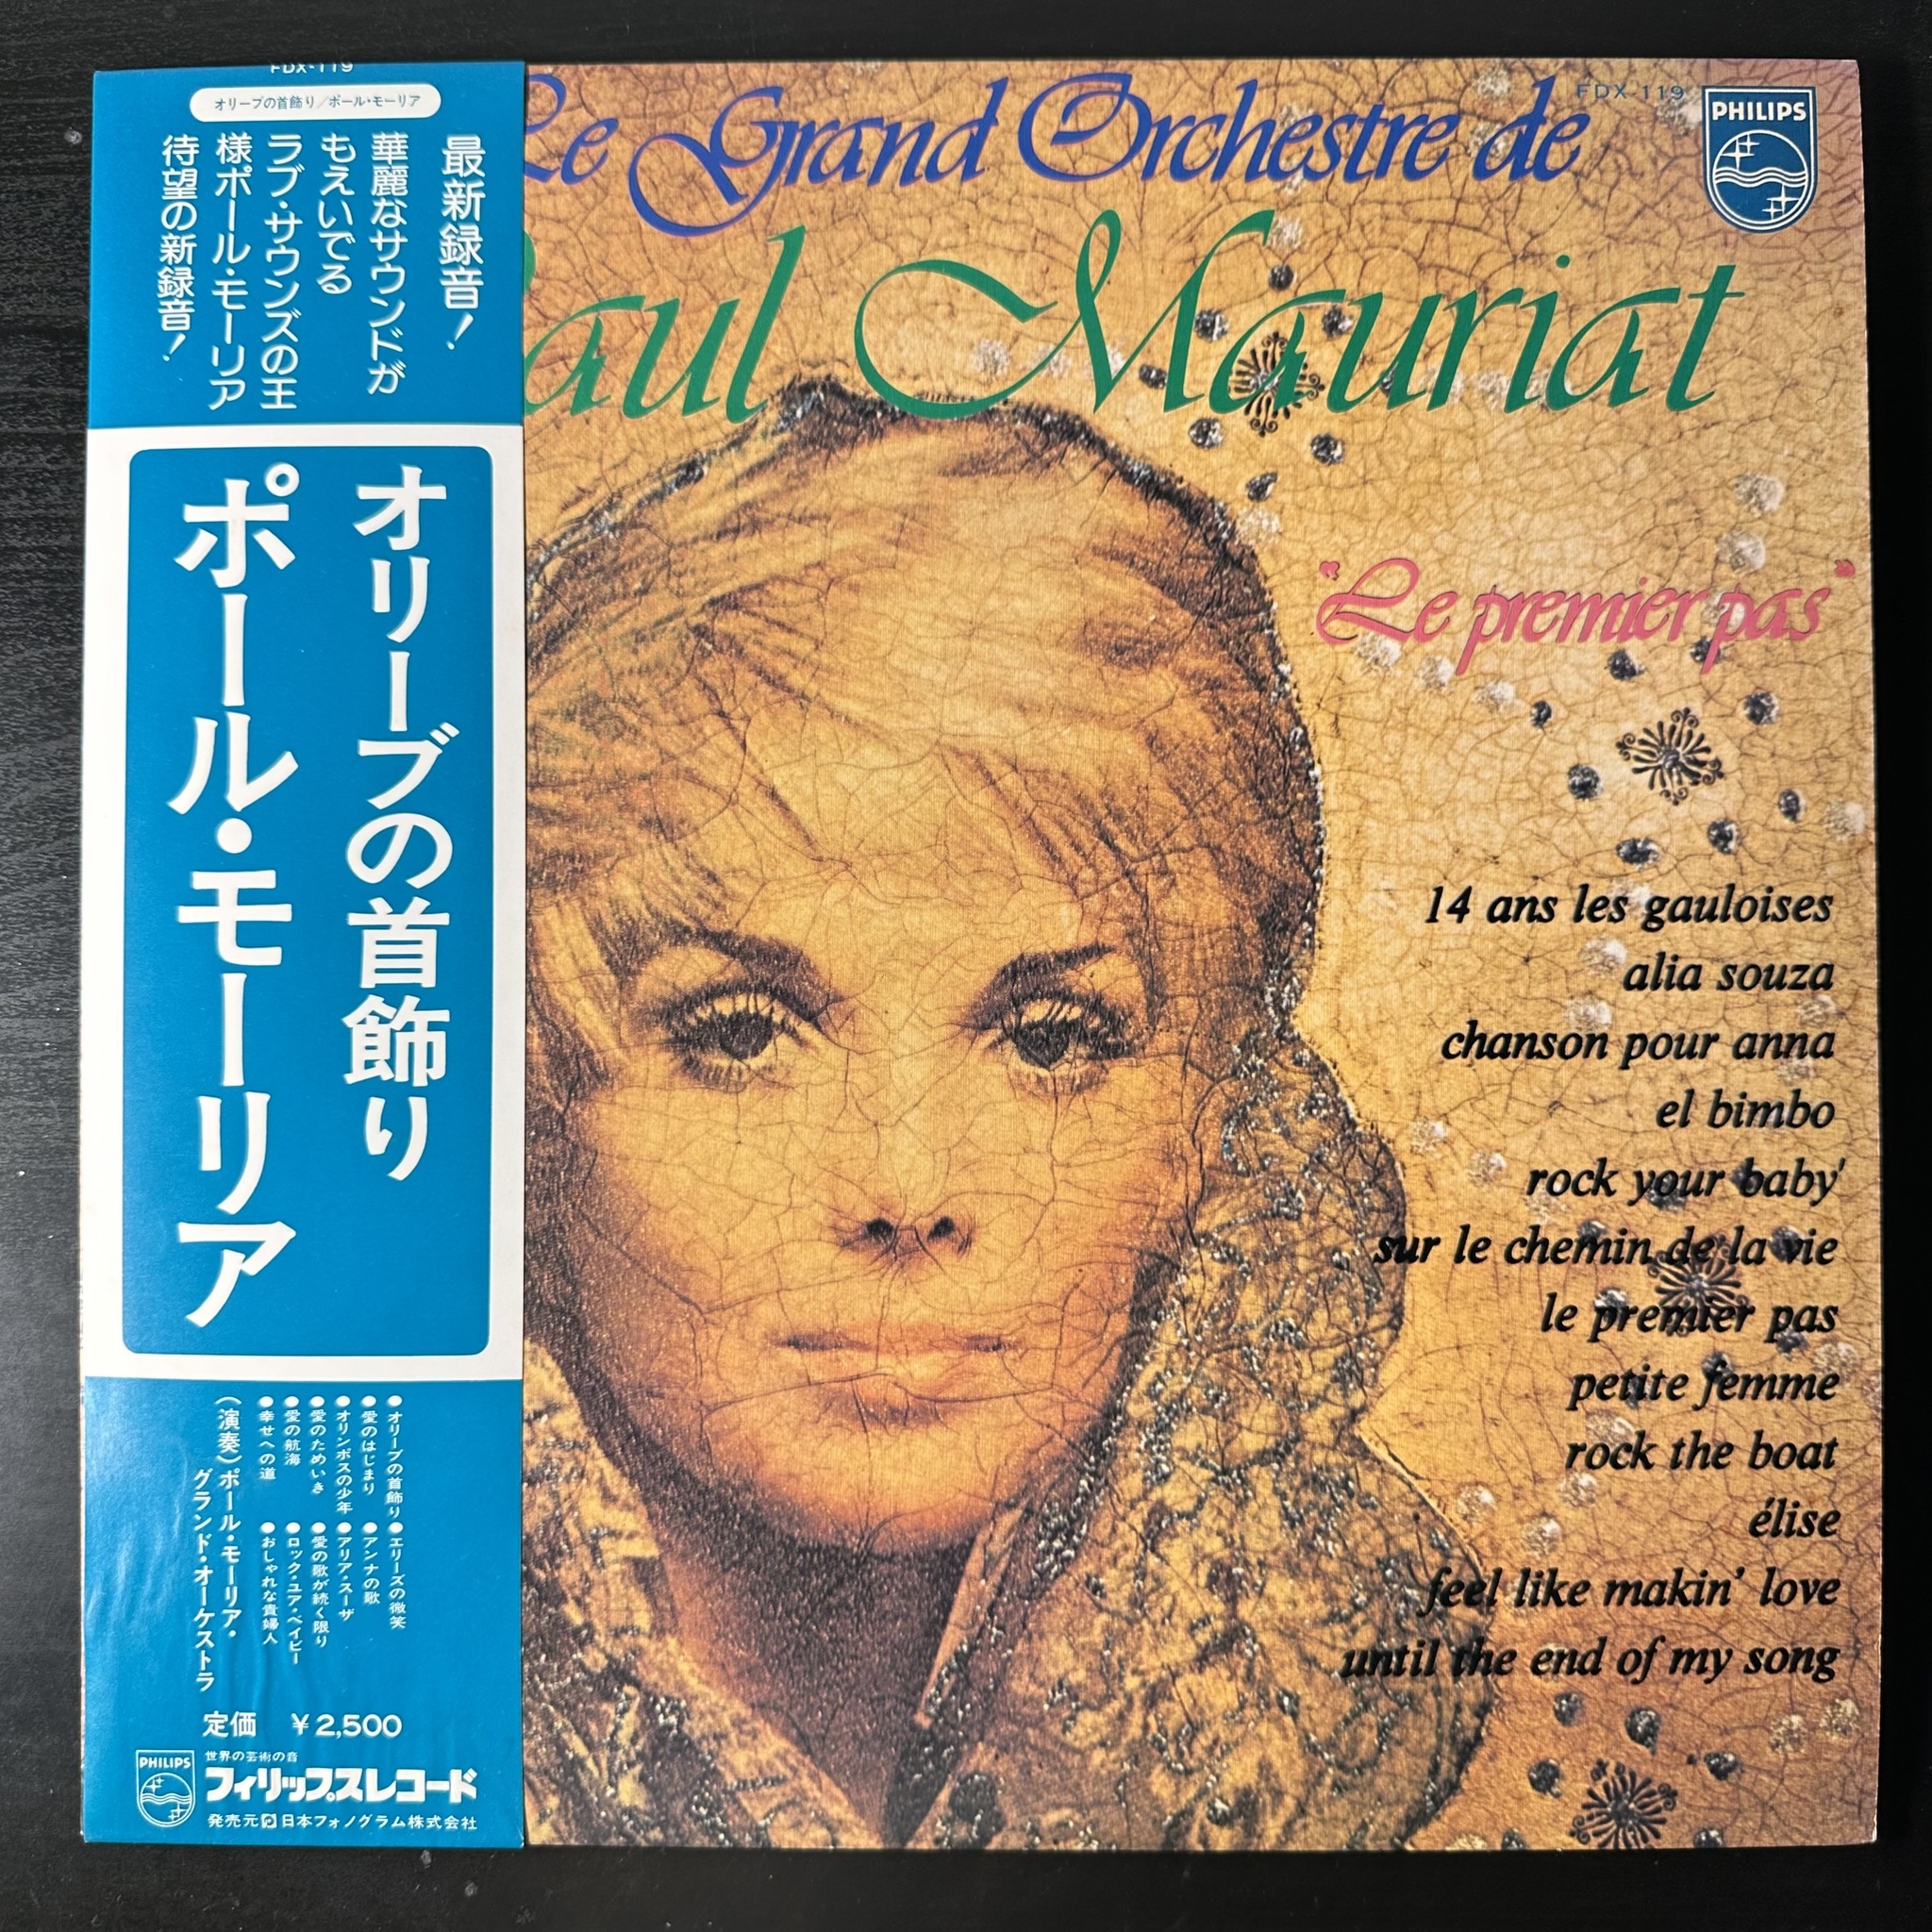 FDX-119
オリーブの首飾り/ポール・モーリア
最新録音!
華麗なサウンドが
もえいでる
ラブ・サウンズの王
様ポール・モーリア
待望の新録音!
オリーブの首飾り
ポール・モーリア
●オリーブの首飾り●エリーズの微笑
●愛のはじまり●アンナの歌
●オリンポスの少年●アリア・スーザ
●愛のためいき●愛の歌が続く限り
●愛の航海●ロック・ユア・ベイビー
●幸せへの道●おしゃれな貴婦人
(演奏)ポール・モーリア・
グランド・オーケストラ
定価 ¥2,500
PHILIPS
世界の芸術の音
フィリップスレコード
発売元 日本フォノグラム株式会社
Le Grand Orchestre de
aul Mauriat
FDX-119
PHILIPS
"Le premier pas"
14 ans les gauloises
alia souza
chanson pour anna
el bimbo
rock your baby'
sur le chemin de la vie
le premier pas
petite femme
rock the boat
élise
feel like makin' love
until the end of my song